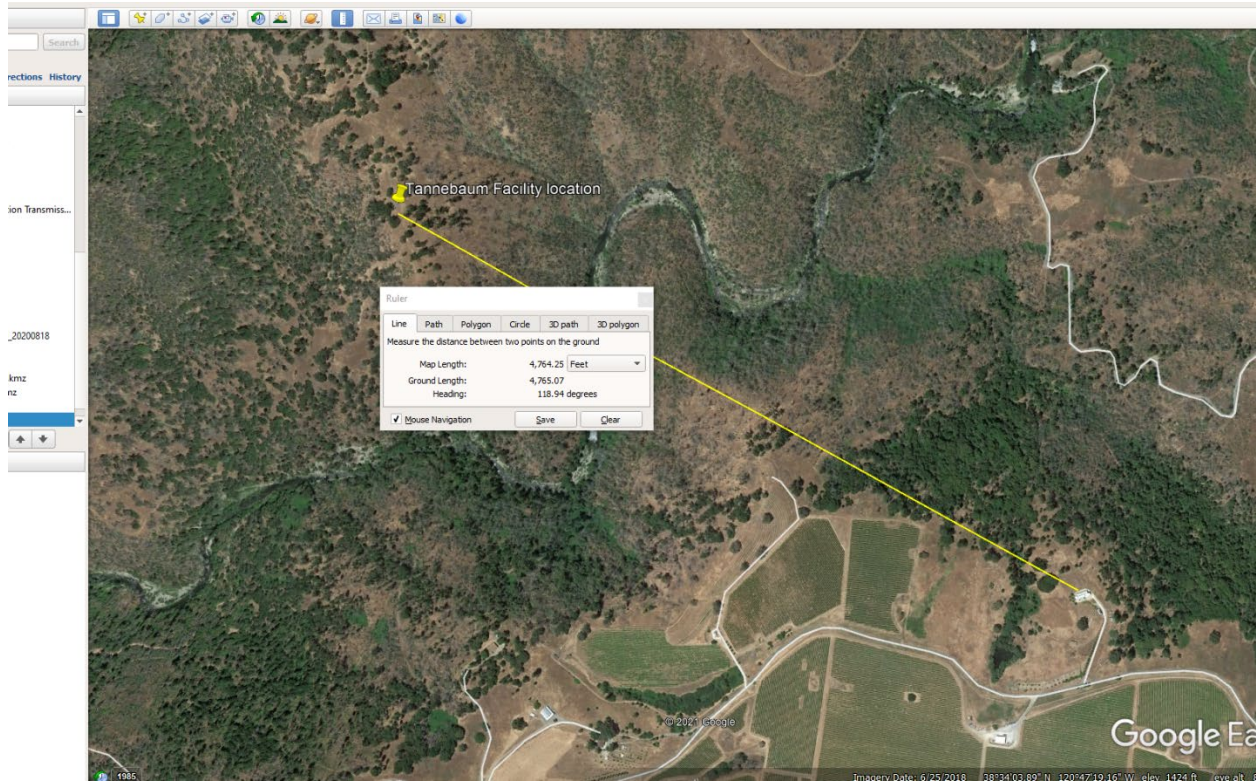 Search
rections History
ion Transmiss...
_20200818
kmz
nz
Tannebaum Facility location
Ruler
Line Path Polygon Circle 3D path 3D polygon
Measure the distance between two points on the ground
Map Length: 4,764.25 Feet
Ground Length: 4,765.07
Heading: 118.94 degrees
Mouse Navigation Save Clear
© 2021 Google
Google Ea
1985
Imagery Date: 6/25/2018 38°34'03.89" N 120°47'19.16" W elev 1424 ft eye alt